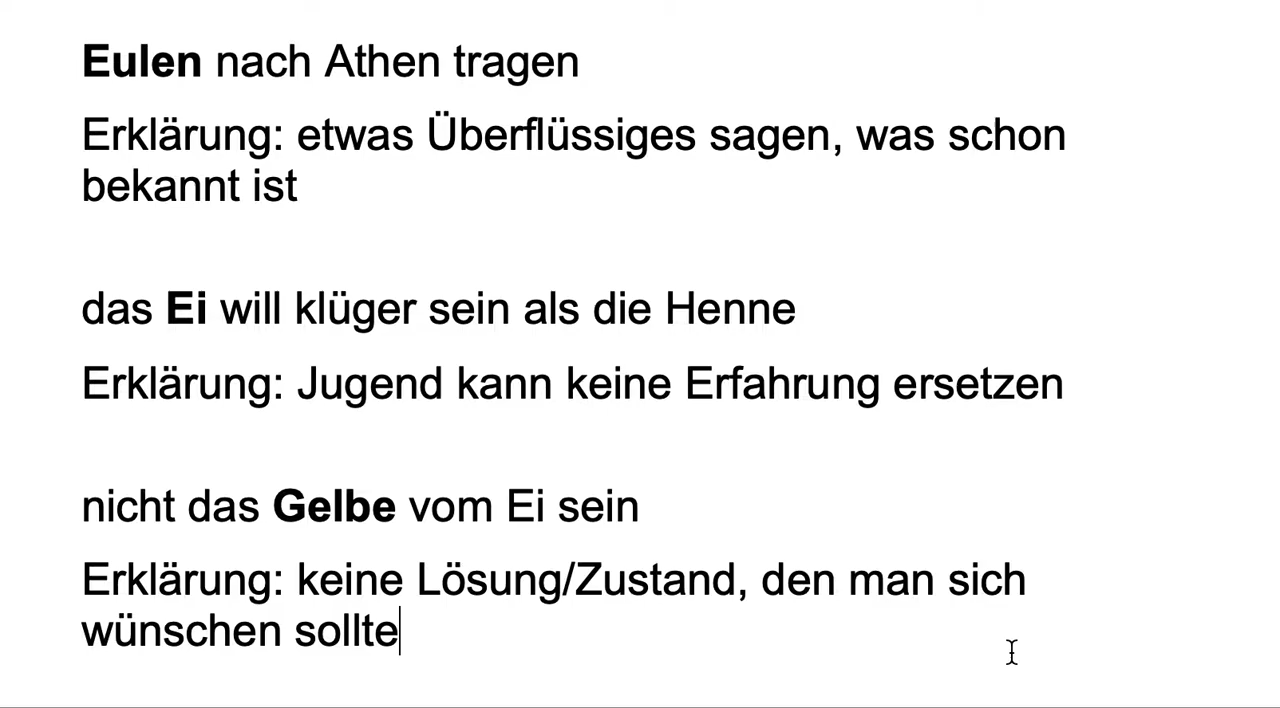 Eulen nach Athen tragen
Erklärung: etwas Überflüssiges sagen, was schon
bekannt ist
das Ei will klüger sein als die Henne
Erklärung: Jugend kann keine Erfahrung ersetzen
nicht das Gelbe vom Ei sein
Erklärung: keine Lösung/Zustand, den man sich
wünschen sollte